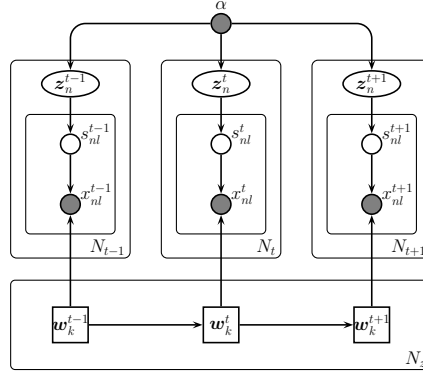 α
z_n^{t-1} z_n^t z_n^{t+1}
s_{nl}^{t-1} s_{nl}^t s_{nl}^{t+1}
x_{nl}^{t-1} x_{nl}^t x_{nl}^{t+1}
N_{t-1} N_t N_{t+1}
w_k^{t-1} w_k^t w_k^{t+1}